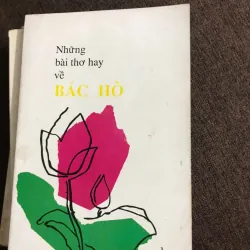 Những
bài thơ hay
về
BÁC HỒ